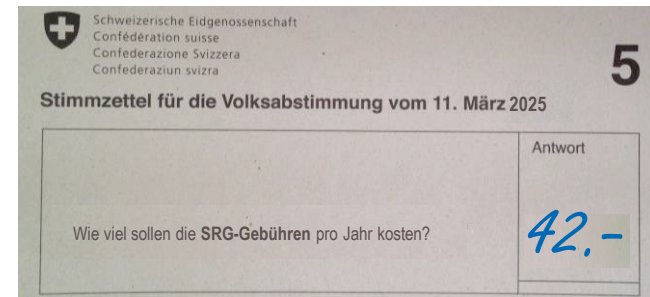 Schweizerische Eidgenossenschaft
Confédération suisse
Confederazione Svizzera
Confederaziun svizra
5
Stimmzettel für die Volksabstimmung vom 11. März 2025
Antwort
Wie viel sollen die SRG-Gebühren pro Jahr kosten?
42.-